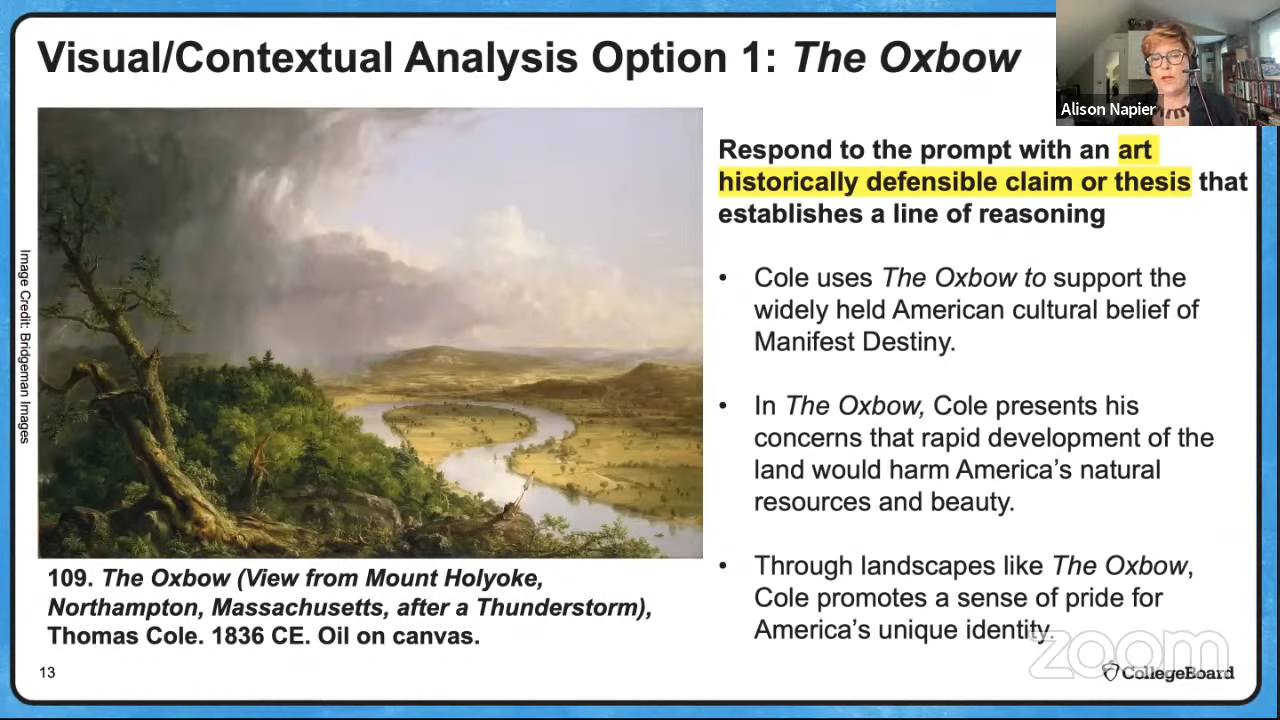 Visual/Contextual Analysis Option 1: The Oxbow
Alison Napier
Image Credit: Bridgeman Images
Respond to the prompt with an art
historically defensible claim or thesis that
establishes a line of reasoning
• Cole uses The Oxbow to support the
widely held American cultural belief of
Manifest Destiny.
• In The Oxbow, Cole presents his
concerns that rapid development of the
land would harm America's natural
resources and beauty.
• Through landscapes like The Oxbow,
Cole promotes a sense of pride for
America's unique identity.
109. The Oxbow (View from Mount Holyoke,
Northampton, Massachusetts, after a Thunderstorm),
Thomas Cole. 1836 CE. Oil on canvas.
13
zoom
CollegeBoard